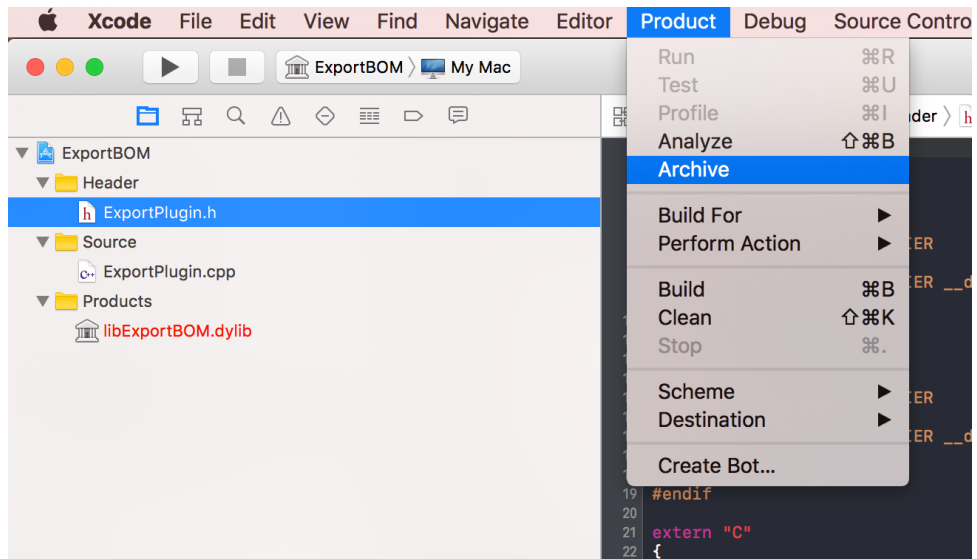 Xcode File Edit View Find Navigate Editor Product Debug Source Contro
ExportBOM My Mac
Run ⌘R
Test ⌘U
Profile ⌘I
Analyze ⇧⌘B
Archive
Build For
Perform Action
Build ⌘B
Clean ⇧⌘K
Stop ⌘.
Scheme
Destination
Create Bot...
ExportBOM
Header
h ExportPlugin.h
Source
C++ ExportPlugin.cpp
Products
libExportBOM.dylib
der h
IER
IER __d
IER
IER __d
19 #endif
20
21 extern "C"
22 {